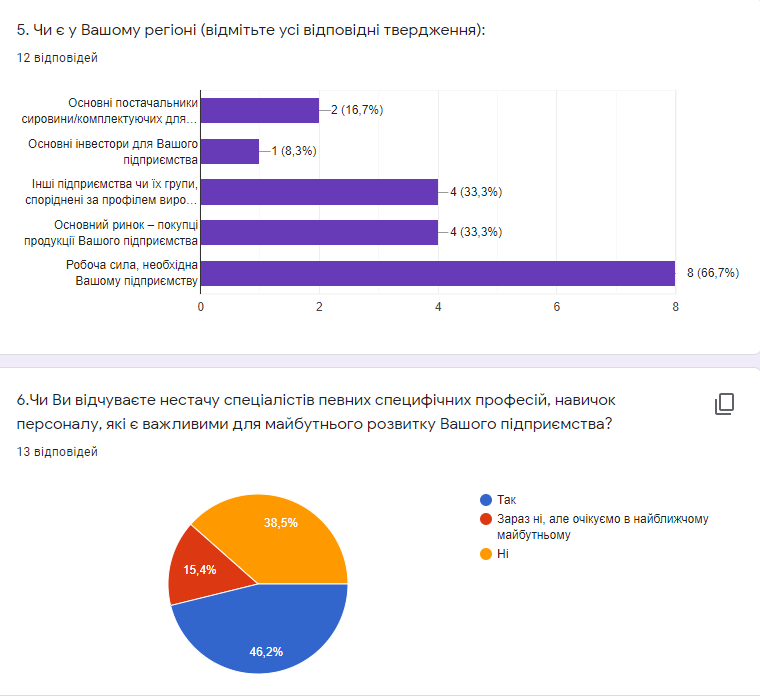 5. Чи є у Вашому регіоні (відмітьте усі відповідні твердження):
12 відповідей
Основні постачальники
сировини/комплектуючих для...
2 (16,7%)
Основні інвестори для Вашого
підприємства
1 (8,3%)
Інші підприємства чи їх групи,
споріднені за профілем виро...
4 (33,3%)
Основний ринок – покупці
продукції Вашого підприємства
4 (33,3%)
Робоча сила, необхідна
Вашому підприємству
8 (66,7%)
0 2 4 6 8
6.Чи Ви відчуваєте нестачу спеціалістів певних специфічних професій, навичок
персоналу, які є важливими для майбутнього розвитку Вашого підприємства?
13 відповідей
38,5%
15,4%
46,2%
Так
Зараз ні, але очікуємо в найближчому
майбутньому
Ні